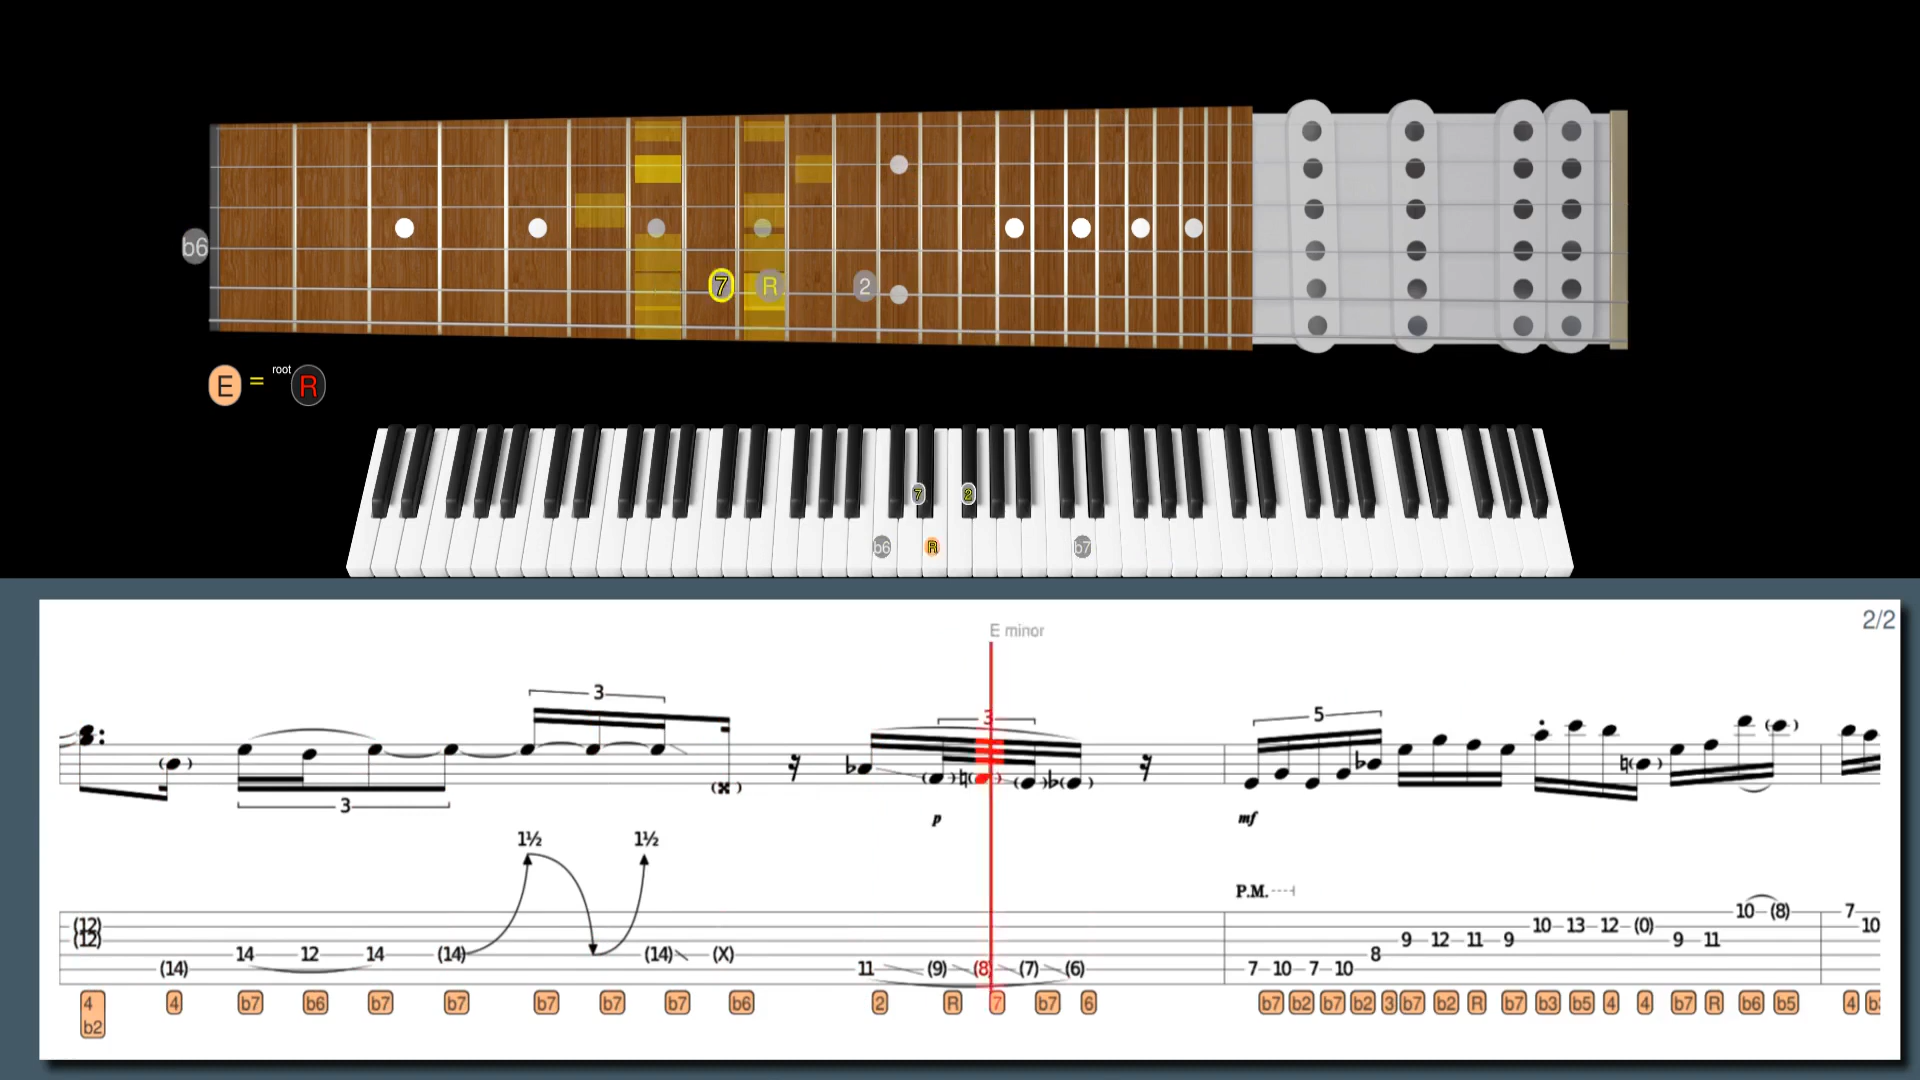 b6
7 R 2
E = root R
7 2
b6 R b7
E minor
2/2
3 3 5
3
p mf
1½ 1½
P.M.
10 (8) 7
(12) 10 13 12 (0) 10
(12) 9 12 11 9 9 11
14 12 14 (14) (14) (X) 8
(14) 11 (9) (8) (7) (6) 7 10 7 10
4 4 b7 b6 b7 b7 b7 b7 b7 b6 2 R 7 b7 6 b7 b2 b7 b2 3 b7 b2 R b7 b3 b5 4 4 b7 R b6 b5 4
b2